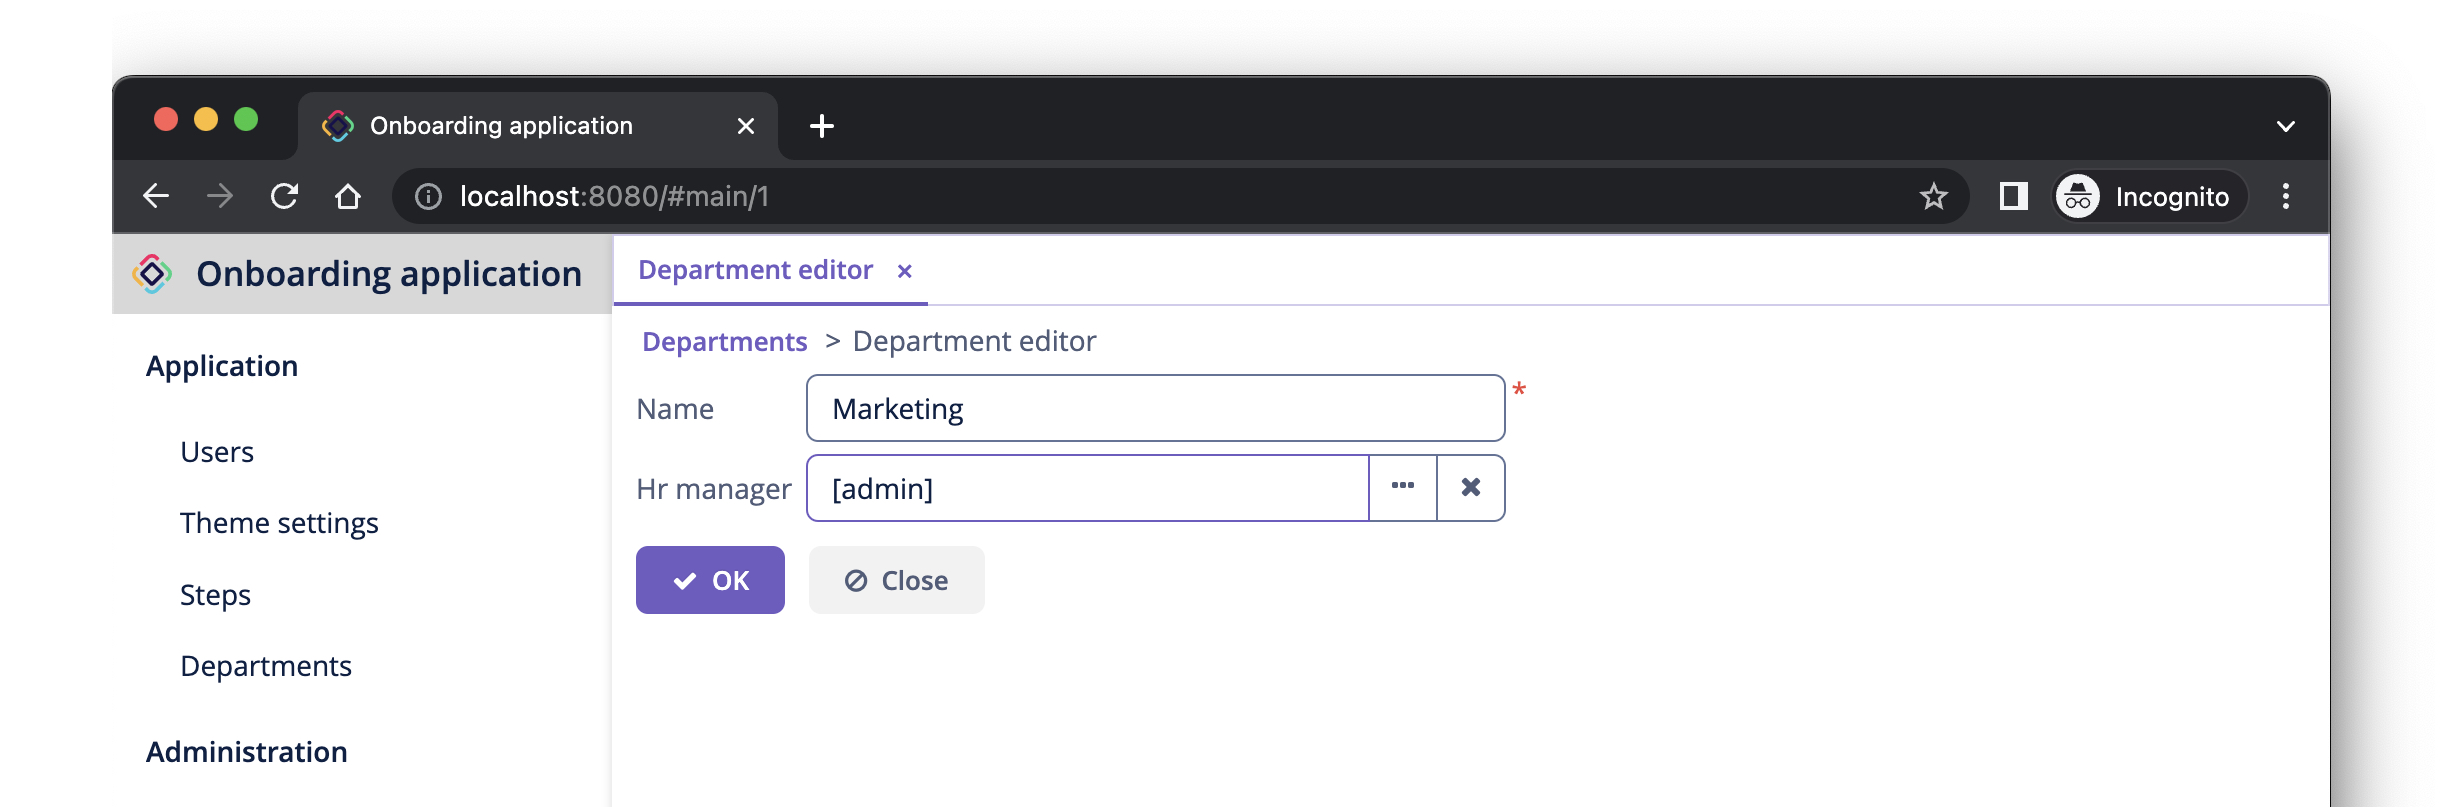 Onboarding application
localhost:8080/#main/1
Incognito
Onboarding application
Department editor
Departments > Department editor
Application
Name Marketing *
Users
Hr manager [admin]
Theme settings
OK Close
Steps
Departments
Administration